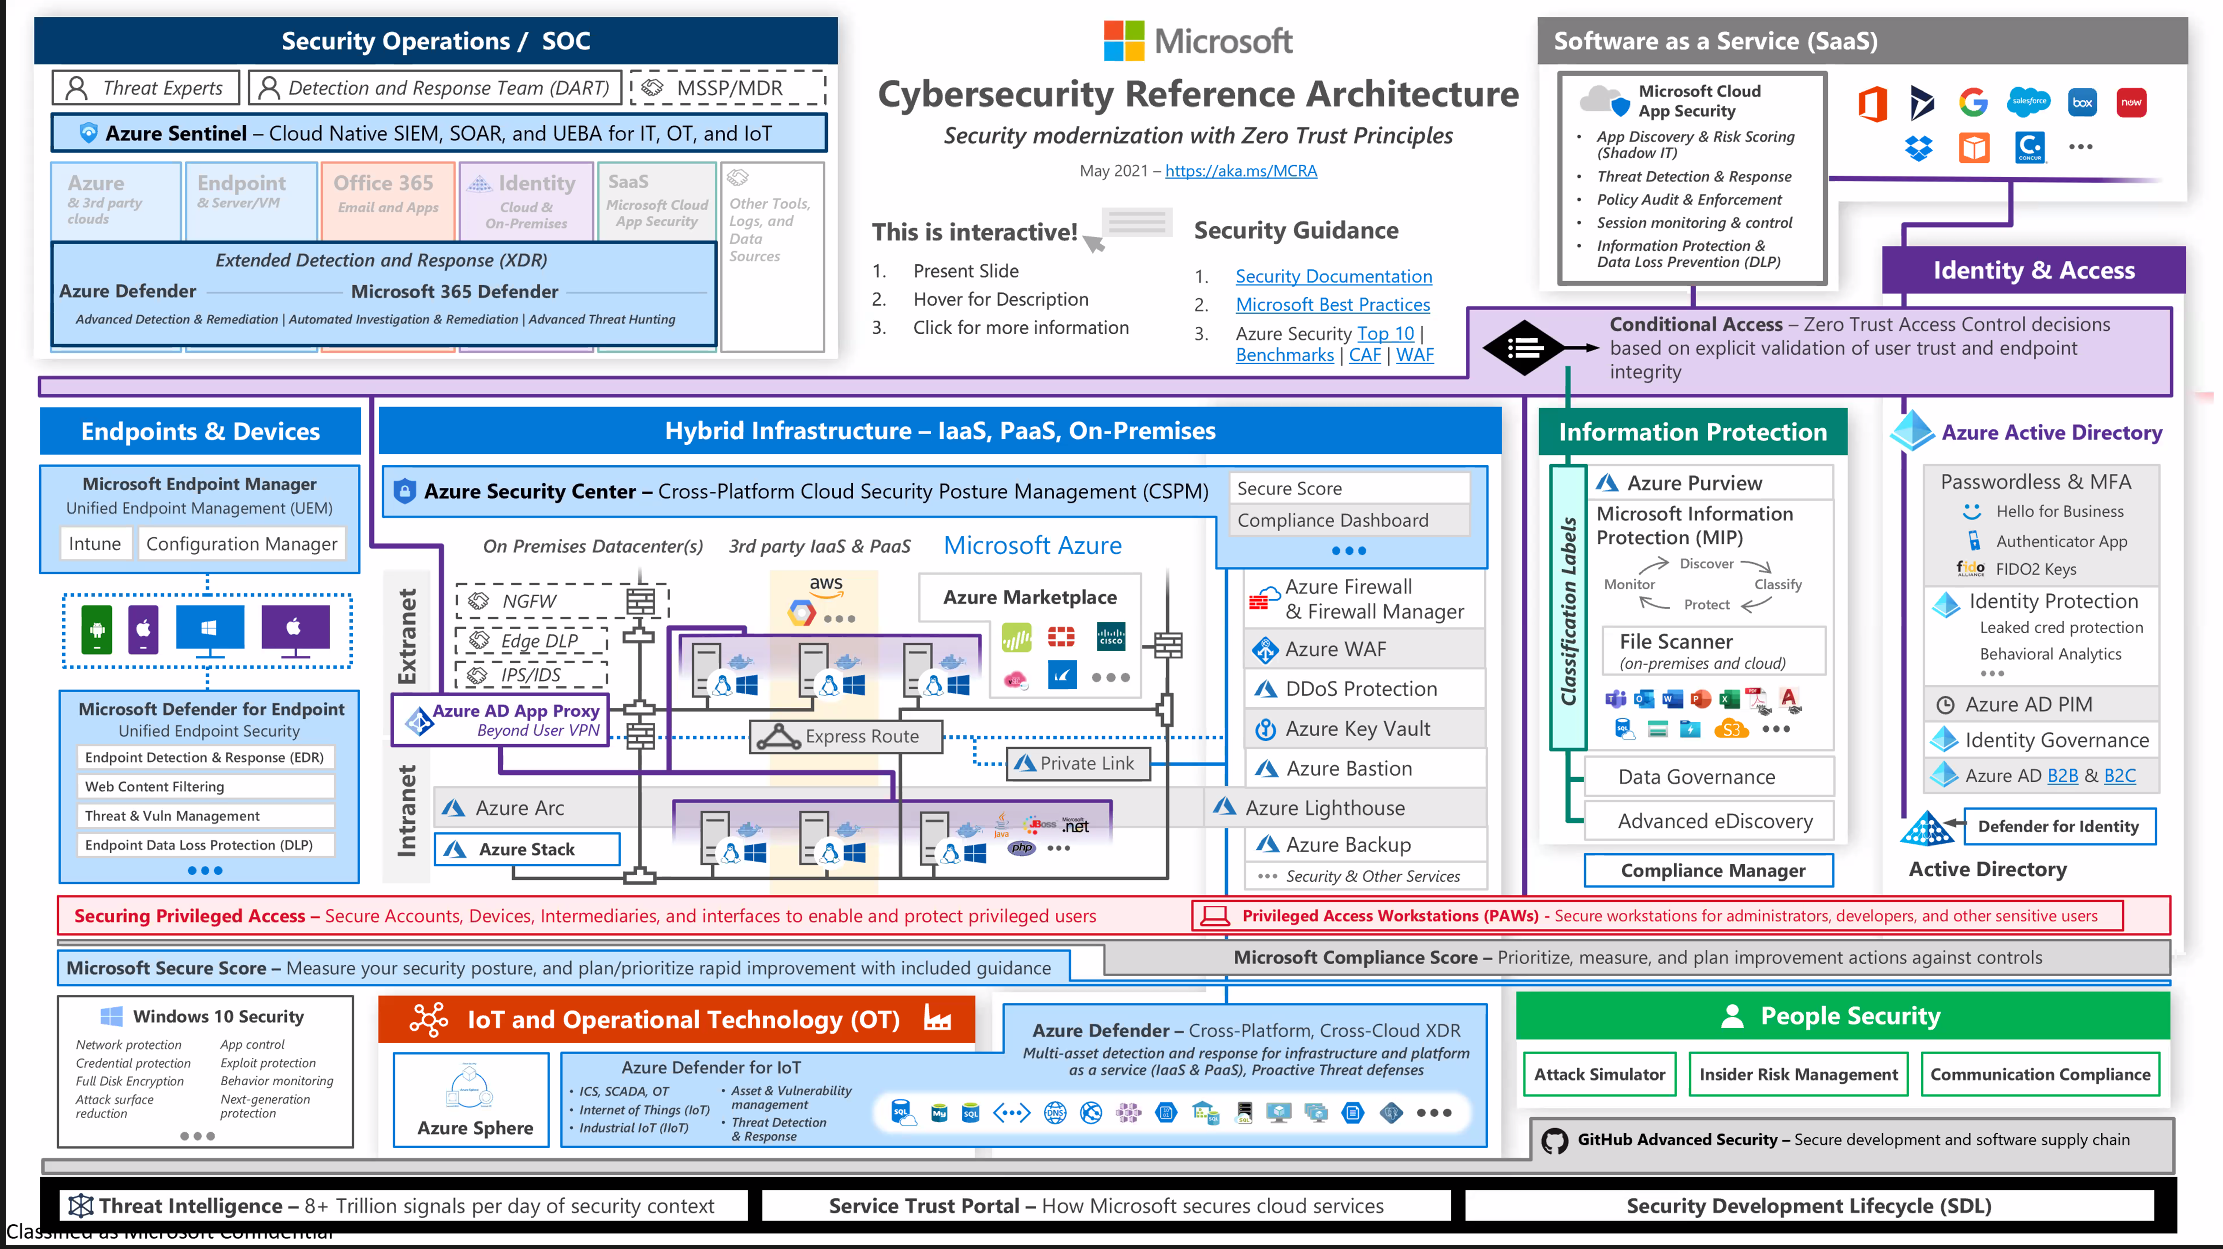 Security Operations / SOC
Threat Experts
Detection and Response Team (DART)
MSSP/MDR
Azure Sentinel – Cloud Native SIEM, SOAR, and UEBA for IT, OT, and IoT
Azure
& 3rd party
clouds
Endpoint
& Server/VM
Office 365
Email and Apps
Identity
Cloud &
On-Premises
SaaS
Microsoft Cloud
App Security
Other Tools,
Logs, and
Data
Sources
Extended Detection and Response (XDR)
Azure Defender
Microsoft 365 Defender
Advanced Detection & Remediation | Automated Investigation & Remediation | Advanced Threat Hunting
Microsoft
Cybersecurity Reference Architecture
Security modernization with Zero Trust Principles
May 2021 – https://aka.ms/MCRA
This is interactive!
1. Present Slide
2. Hover for Description
3. Click for more information
Security Guidance
1. Security Documentation
2. Microsoft Best Practices
3. Azure Security Top 10 |
Benchmarks | CAF | WAF
Software as a Service (SaaS)
Microsoft Cloud
App Security
• App Discovery & Risk Scoring
(Shadow IT)
• Threat Detection & Response
• Policy Audit & Enforcement
• Session monitoring & control
• Information Protection &
Data Loss Prevention (DLP)
salesforce
box
now
C.
CONCUR
Identity & Access
Conditional Access – Zero Trust Access Control decisions
based on explicit validation of user trust and endpoint
integrity
Endpoints & Devices
Microsoft Endpoint Manager
Unified Endpoint Management (UEM)
Intune
Configuration Manager
Microsoft Defender for Endpoint
Unified Endpoint Security
Endpoint Detection & Response (EDR)
Web Content Filtering
Threat & Vuln Management
Endpoint Data Loss Protection (DLP)
Hybrid Infrastructure – IaaS, PaaS, On-Premises
Azure Security Center – Cross-Platform Cloud Security Posture Management (CSPM)
Secure Score
Compliance Dashboard
On Premises Datacenter(s)
3rd party IaaS & PaaS
Microsoft Azure
Extranet
Intranet
NGFW
Edge DLP
IPS/IDS
aws
Azure Marketplace
CISCO
Azure AD App Proxy
Beyond User VPN
Express Route
Private Link
Azure Arc
Azure Stack
Java
JBoss
Microsoft
.net
php
Azure Firewall
& Firewall Manager
Azure WAF
DDoS Protection
Azure Key Vault
Azure Bastion
Azure Lighthouse
Azure Backup
Security & Other Services
Information Protection
Classification Labels
Azure Purview
Microsoft Information
Protection (MIP)
Discover
Monitor
Classify
Protect
File Scanner
(on-premises and cloud)
S3
Data Governance
Advanced eDiscovery
Compliance Manager
Azure Active Directory
Passwordless & MFA
Hello for Business
Authenticator App
fido
ALLIANCE
FIDO2 Keys
Identity Protection
Leaked cred protection
Behavioral Analytics
Azure AD PIM
Identity Governance
Azure AD B2B & B2C
Defender for Identity
Active Directory
Securing Privileged Access – Secure Accounts, Devices, Intermediaries, and interfaces to enable and protect privileged users
Privileged Access Workstations (PAWs) - Secure workstations for administrators, developers, and other sensitive users
Microsoft Secure Score – Measure your security posture, and plan/prioritize rapid improvement with included guidance
Microsoft Compliance Score – Prioritize, measure, and plan improvement actions against controls
Windows 10 Security
Network protection
Credential protection
Full Disk Encryption
Attack surface
reduction
App control
Exploit protection
Behavior monitoring
Next-generation
protection
IoT and Operational Technology (OT)
Azure Sphere
Azure Defender for IoT
• ICS, SCADA, OT
• Internet of Things (IoT)
• Industrial IoT (IIoT)
• Asset & Vulnerability
management
• Threat Detection
& Response
Azure Defender – Cross-Platform, Cross-Cloud XDR
Multi-asset detection and response for infrastructure and platform
as a service (IaaS & PaaS), Proactive Threat defenses
SQL
My
SQL
DNS
SQL
People Security
Attack Simulator
Insider Risk Management
Communication Compliance
GitHub Advanced Security – Secure development and software supply chain
Threat Intelligence – 8+ Trillion signals per day of security context
Service Trust Portal – How Microsoft secures cloud services
Security Development Lifecycle (SDL)
Classified as Microsoft Confidential